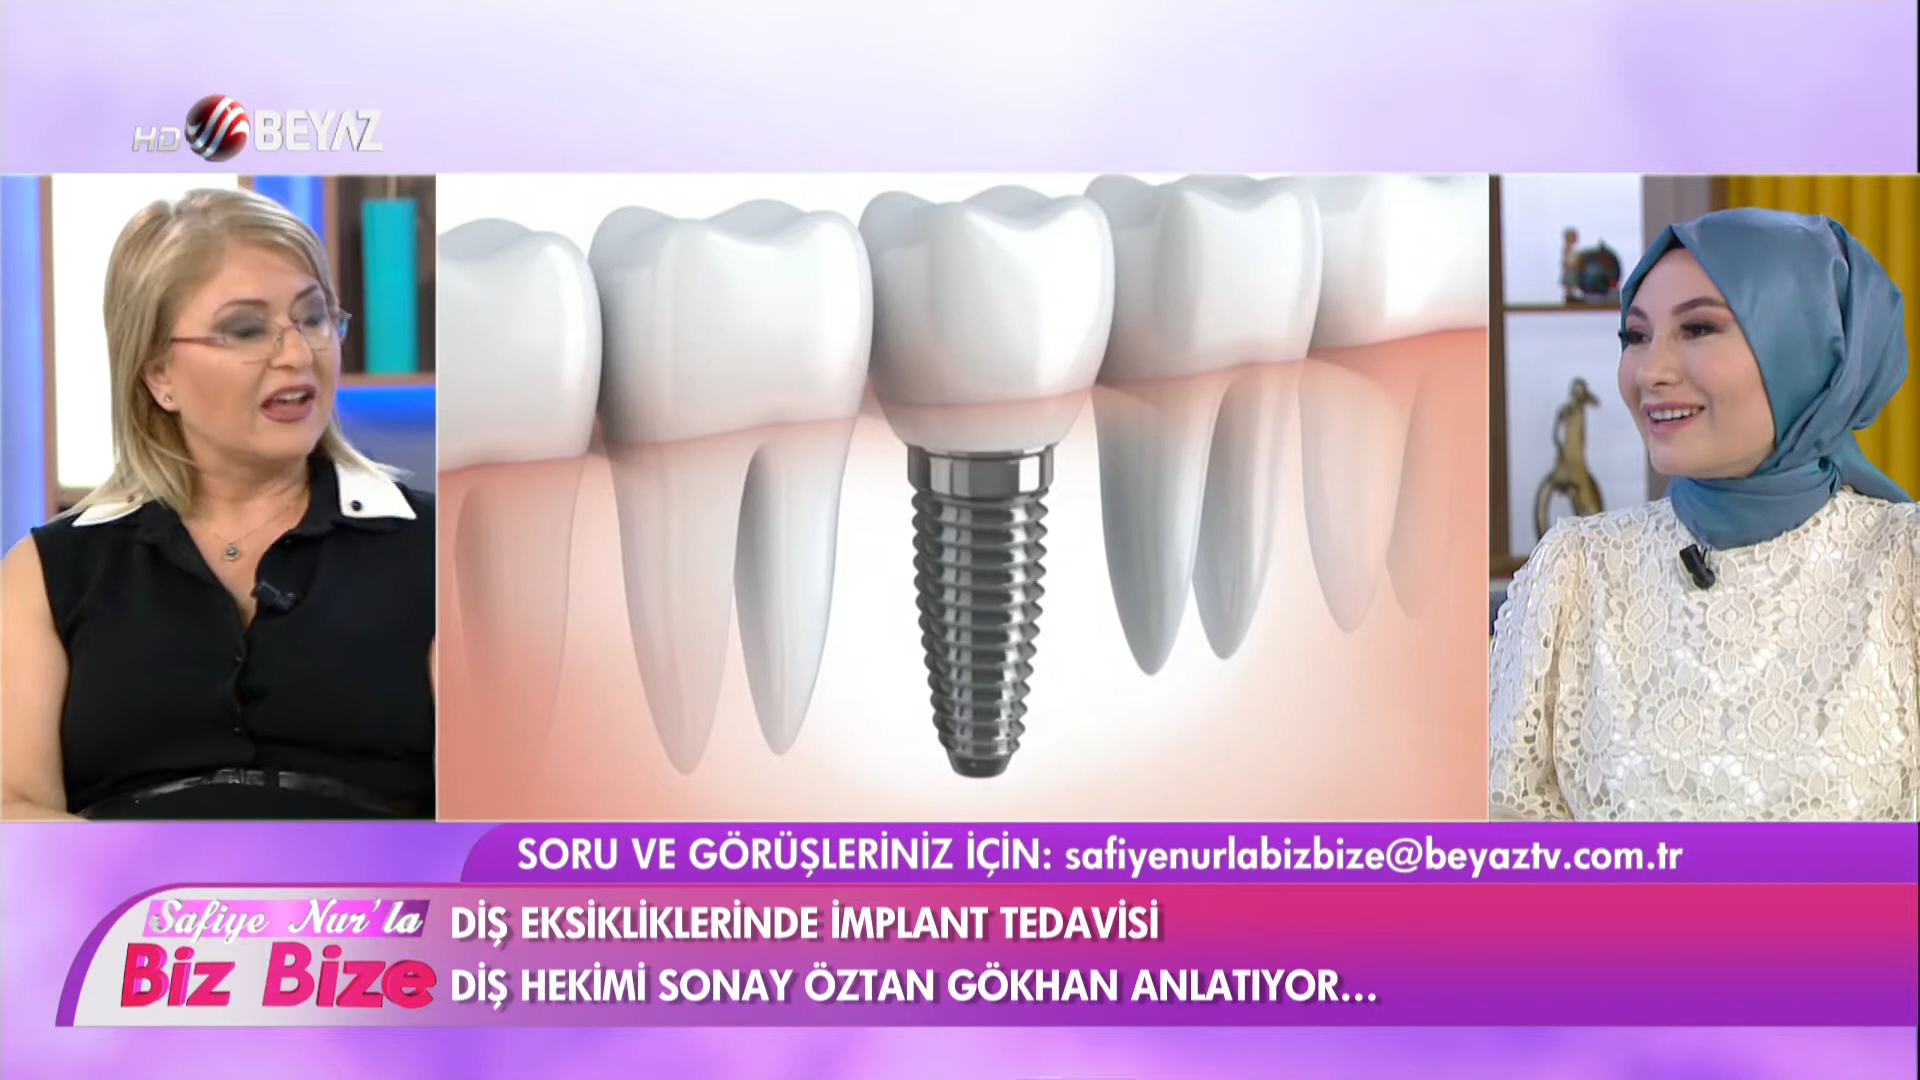 HD BEYAZ
SORU VE GÖRÜŞLERİNİZ İÇİN: safiyenurlabizbize@beyaztv.com.tr
Safiye Nur'la
Biz Bize
DİŞ EKSİKLİKLERİNDE İMPLANT TEDAVİSİ
DİŞ HEKİMİ SONAY ÖZTAN GÖKHAN ANLATIYOR...